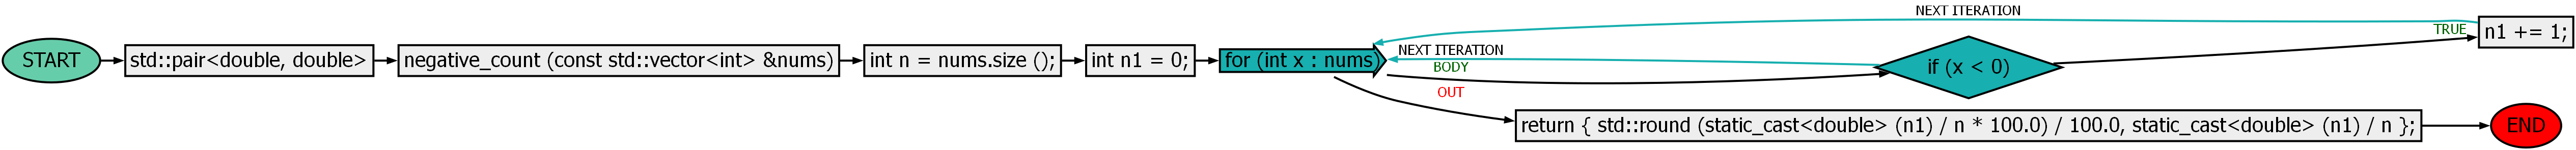 START
std::pair<double, double>
negative_count (const std::vector<int> &nums)
int n = nums.size ();
int n1 = 0;
for (int x : nums)
NEXT ITERATION
NEXT ITERATION
BODY
OUT
if (x < 0)
TRUE
n1 += 1;
return { std::round (static_cast<double> (n1) / n * 100.0) / 100.0, static_cast<double> (n1) / n };
END